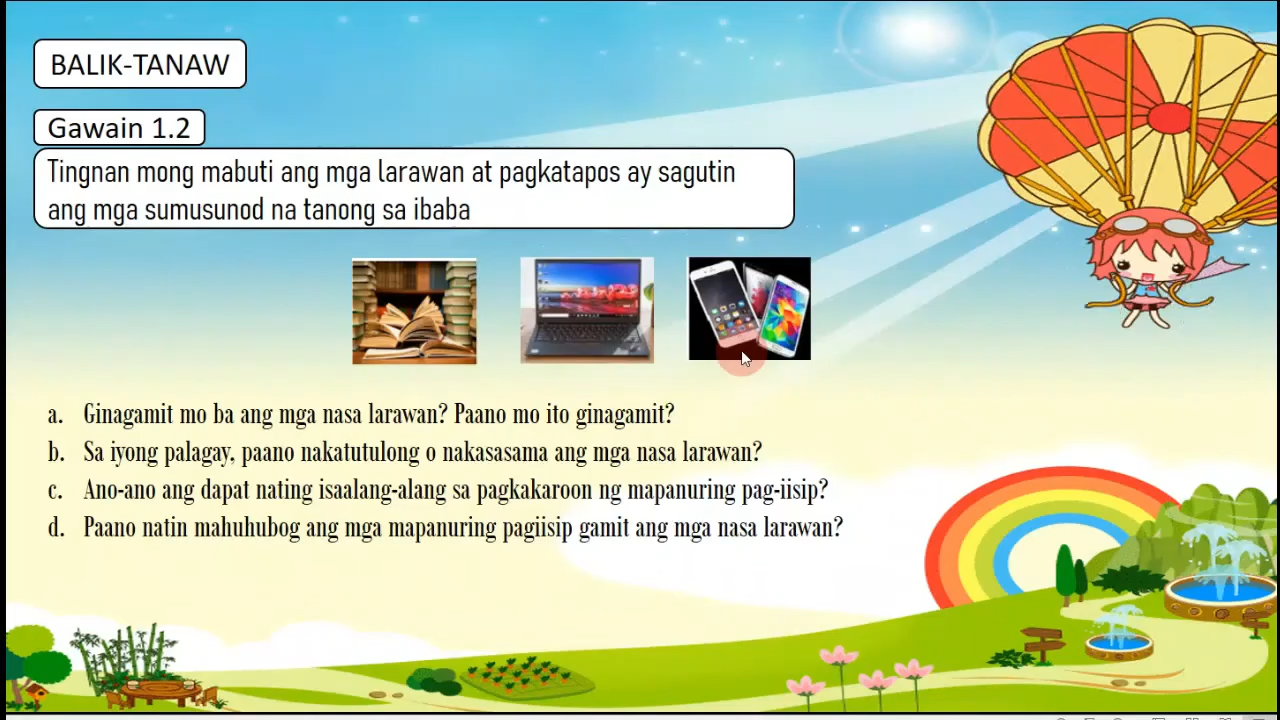 BALIK-TANAW
Gawain 1.2
Tingnan mong mabuti ang mga larawan at pagkatapos ay sagutin
ang mga sumusunod na tanong sa ibaba
a. Ginagamit mo ba ang mga nasa larawan? Paano mo ito ginagamit?
b. Sa iyong palagay, paano nakatutulong o nakasasama ang mga nasa larawan?
c. Ano-ano ang dapat nating isaalang-alang sa pagkakaroon ng mapanuring pag-iisip?
d. Paano natin mahuhubog ang mga mapanuring pagiisip gamit ang mga nasa larawan?